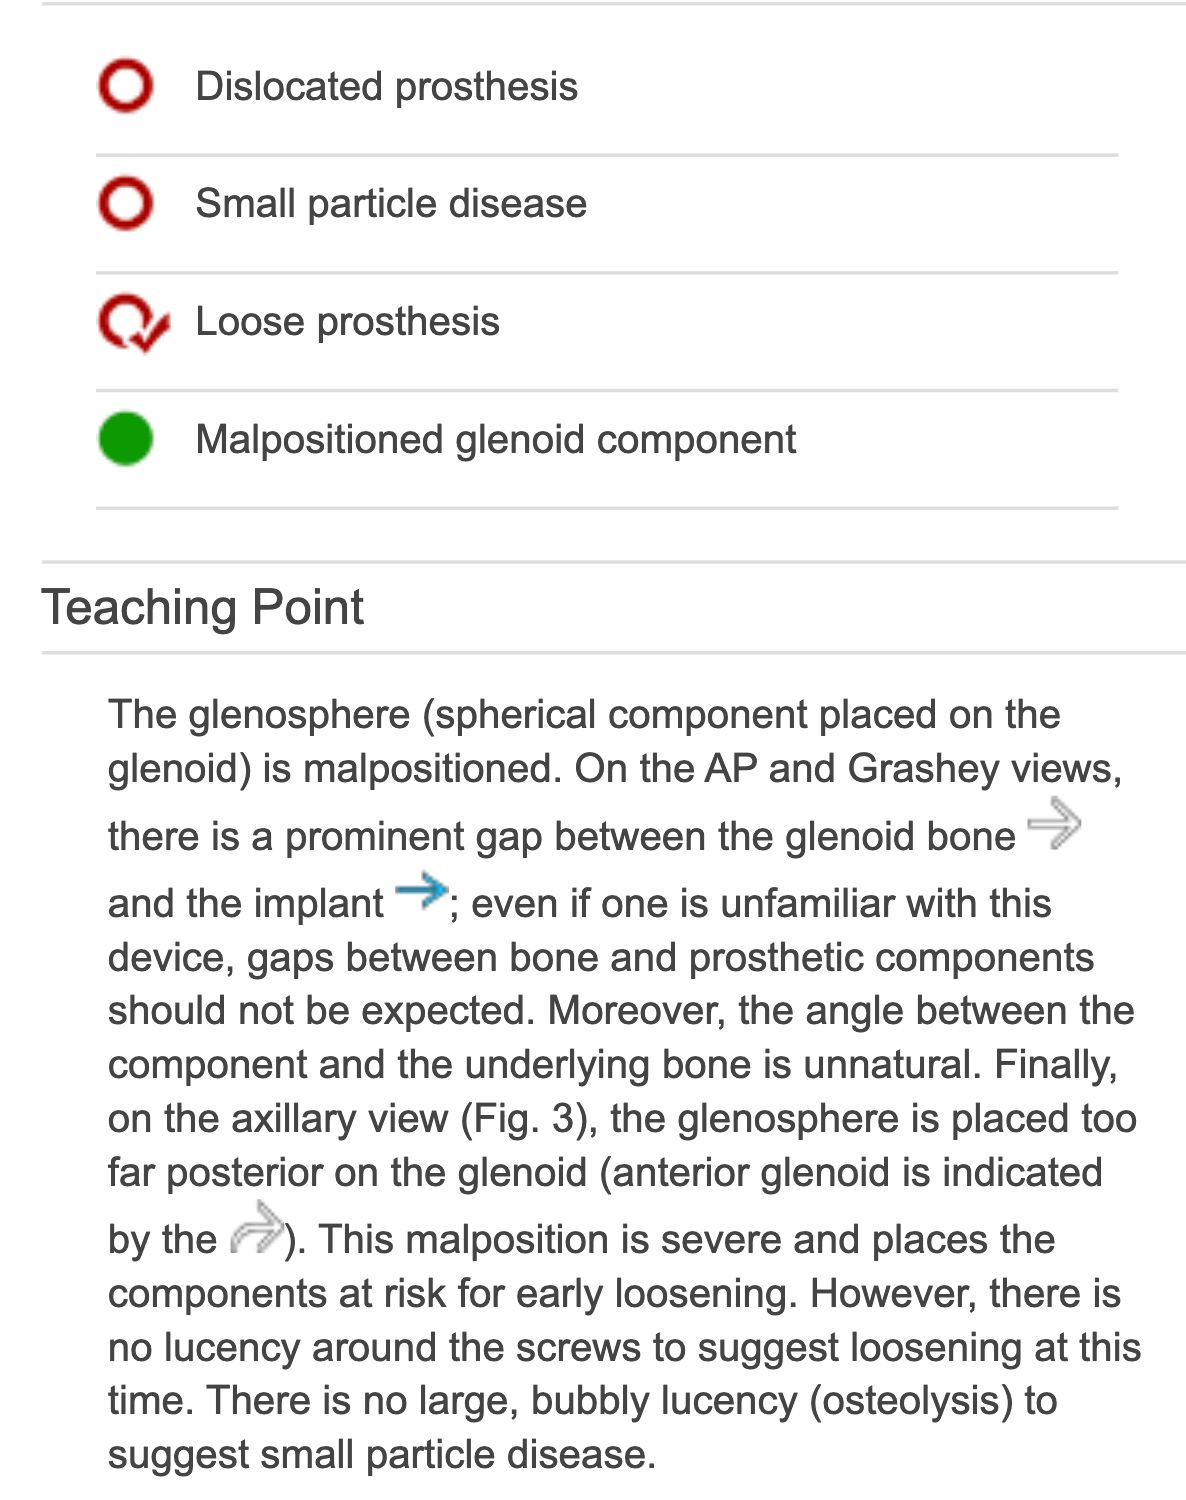 Dislocated prosthesis
Small particle disease
Loose prosthesis
Malpositioned glenoid component
Teaching Point
The glenosphere (spherical component placed on the
glenoid) is malpositioned. On the AP and Grashey views,
there is a prominent gap between the glenoid bone
and the implant ; even if one is unfamiliar with this
device, gaps between bone and prosthetic components
should not be expected. Moreover, the angle between the
component and the underlying bone is unnatural. Finally,
on the axillary view (Fig. 3), the glenosphere is placed too
far posterior on the glenoid (anterior glenoid is indicated
by the ). This malposition is severe and places the
components at risk for early loosening. However, there is
no lucency around the screws to suggest loosening at this
time. There is no large, bubbly lucency (osteolysis) to
suggest small particle disease.